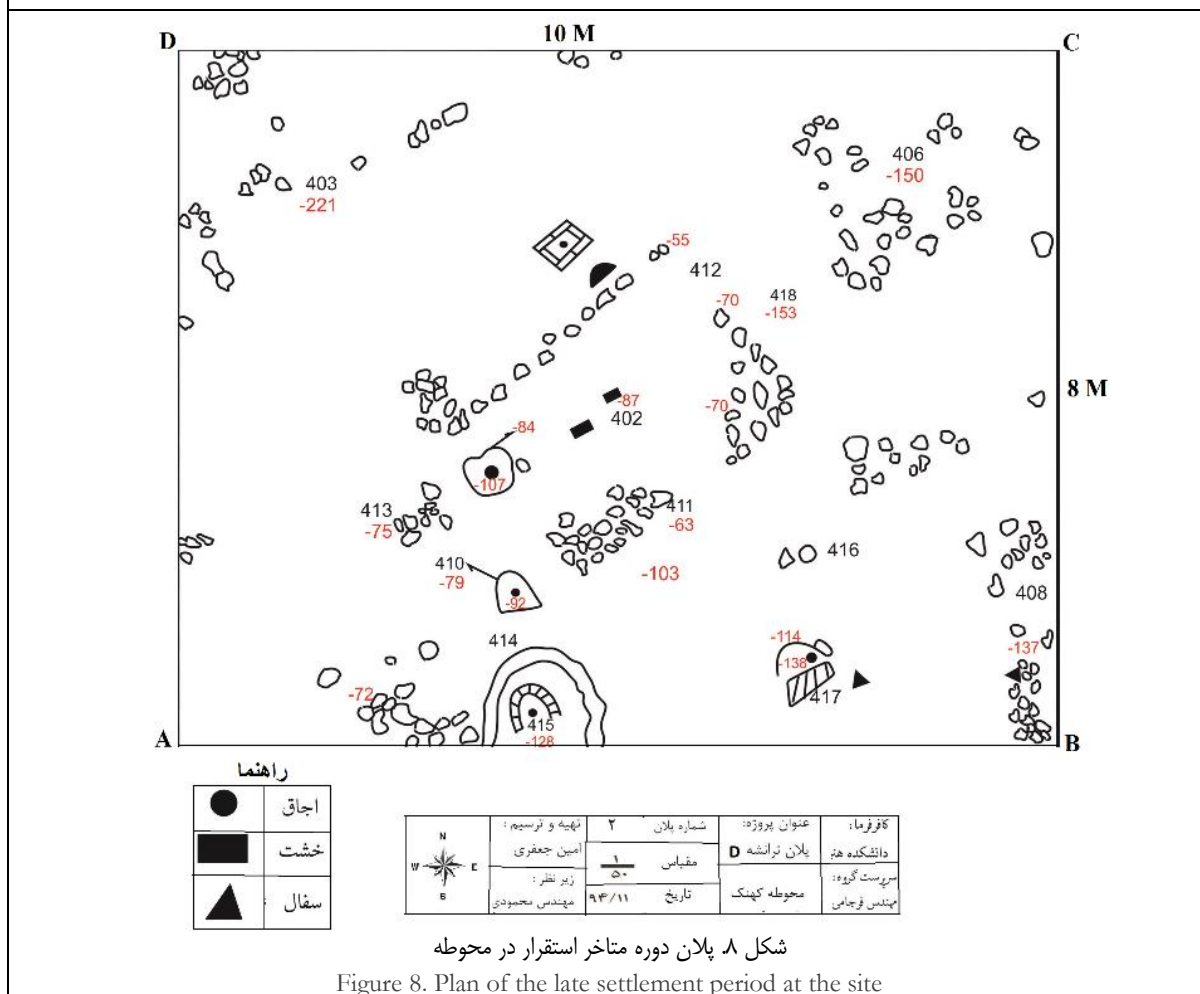 D 10 M C
406
-150
403
-221
-55
412
418
-70 -153
8 M
-87
-70
402
-84
-107
413
-75
411
-63
410
-79
-103
416
-92
408
414
-114
-137
-138
-72
417
415
-128
A B
راهنما
اجاق
خشت
سفال
N
W E
S
تهیه و ترسیم :
امین جعفری
زیر نظر :
مهندس محمودی
شماره پلان ۲
مقیاس ۱/۵۰
تاریخ ۹۴/۱۱
عنوان پروژه:
پلان ترانشه D
محوطه کهنک
کافرفرما:
دانشکده هنر
سرپرست گروه:
مهندس فرجامی
شکل ۸. پلان دوره متاخر استقرار در محوطه
Figure 8. Plan of the late settlement period at the site